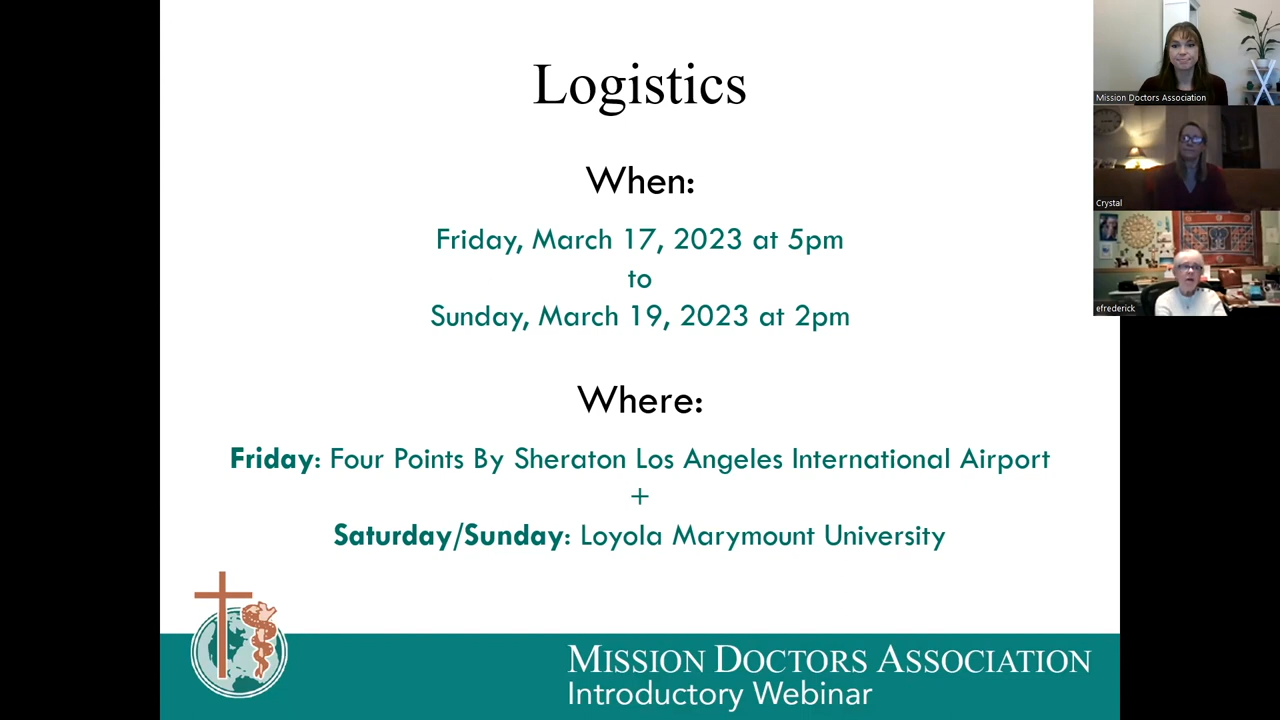 Logistics
When:
Friday, March 17, 2023 at 5pm
to
Sunday, March 19, 2023 at 2pm
Where:
Friday: Four Points By Sheraton Los Angeles International Airport
+
Saturday/Sunday: Loyola Marymount University
MISSION DOCTORS ASSOCIATION
Introductory Webinar
Mission Doctors Association
Crystal
efrederick